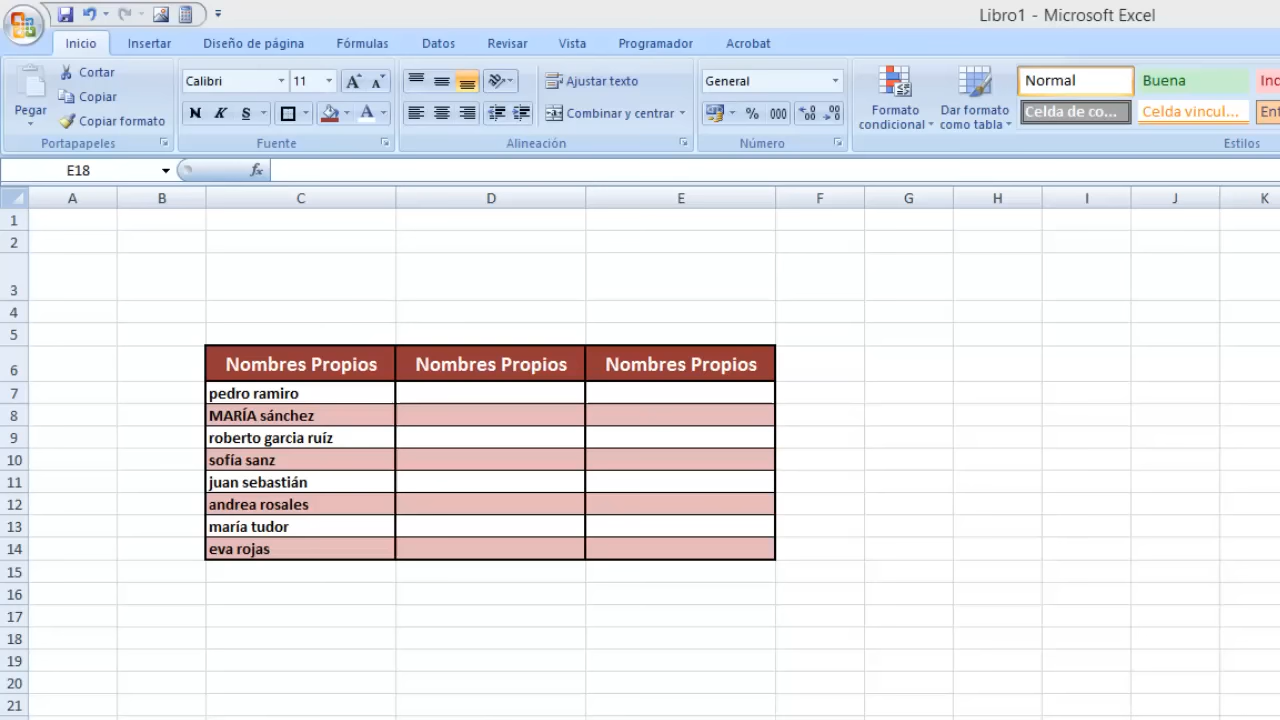 Libro1 - Microsoft Excel
Inicio Insertar Diseño de página Fórmulas Datos Revisar Vista Programador Acrobat
Pegar Cortar Copiar Copiar formato
Calibri 11
N K S
Ajustar texto
Combinar y centrar
General
% 000
Formato condicional
Dar formato como tabla
Normal Buena
Celda de co... Celda vincul...
Portapapeles Fuente Alineación Número Estilos
E18 fx
A B C D E F G H I J K
1
2
3
4
5
6 Nombres Propios Nombres Propios Nombres Propios
7 pedro ramiro
8 MARÍA sánchez
9 roberto garcia ruíz
10 sofía sanz
11 juan sebastián
12 andrea rosales
13 maría tudor
14 eva rojas
15
16
17
18
19
20
21